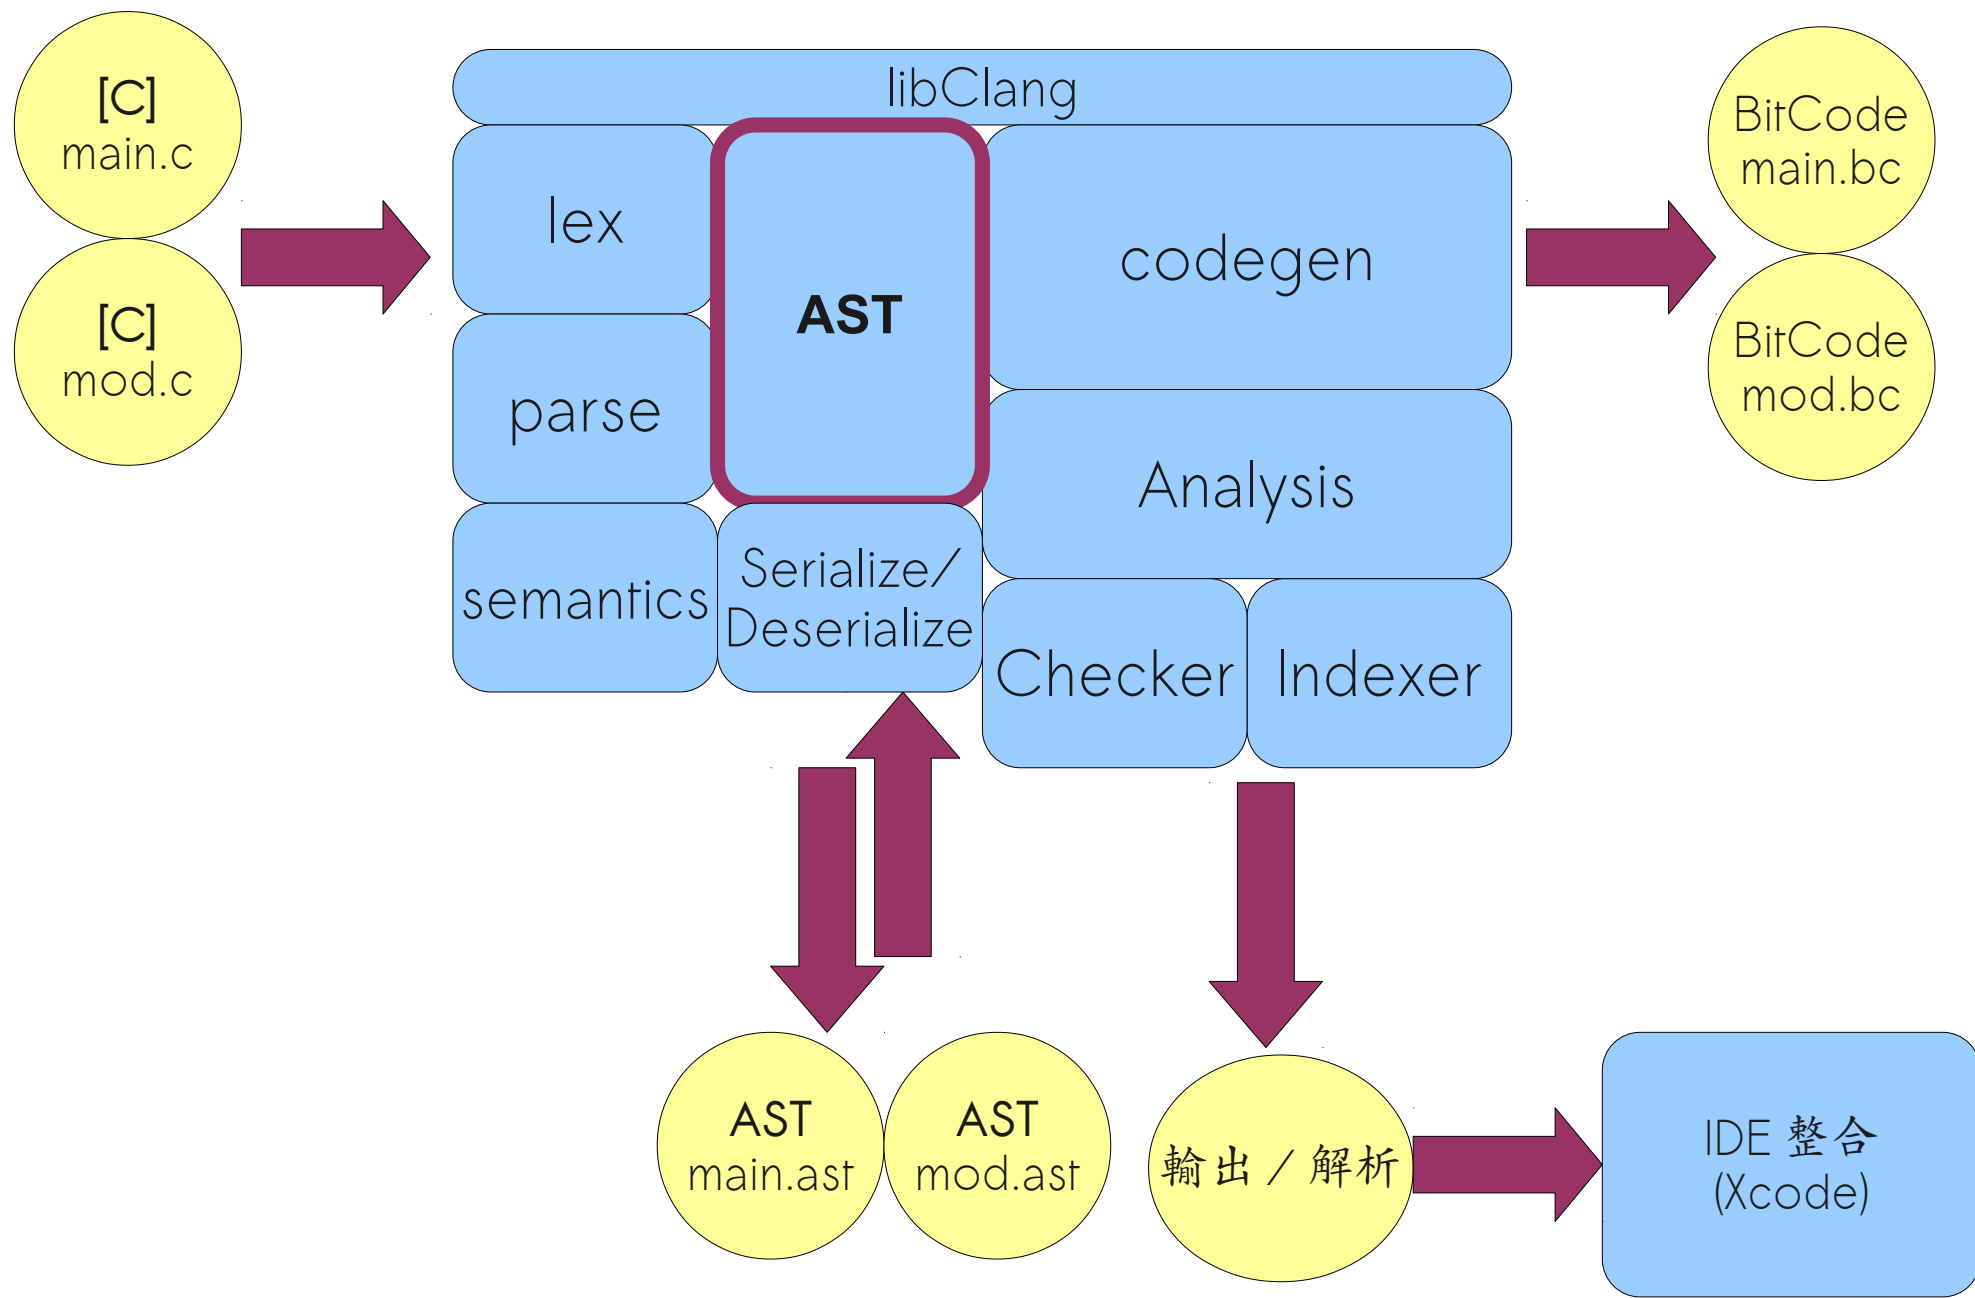 [C]
main.c
[C]
mod.c
libClang
lex
parse
semantics
AST
Serialize/
Deserialize
codegen
Analysis
Checker
Indexer
BitCode
main.bc
BitCode
mod.bc
AST
main.ast
AST
mod.ast
輸出／解析
IDE 整合
(Xcode)